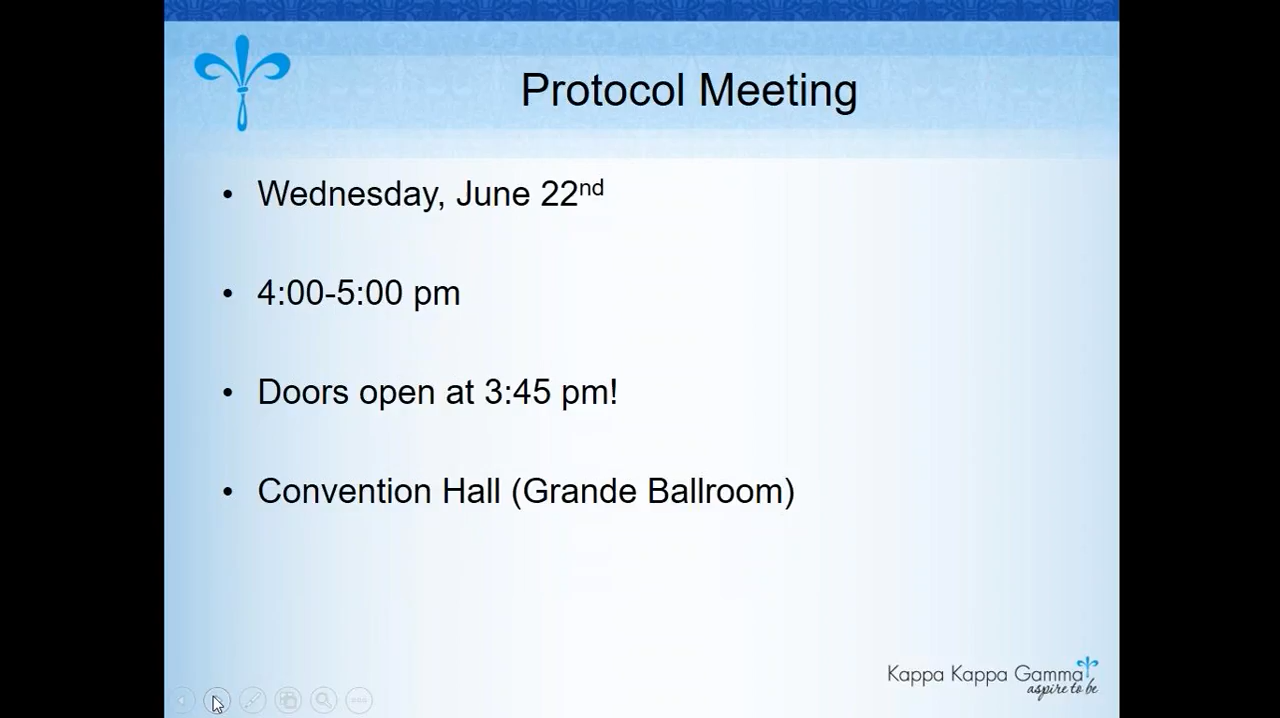 Protocol Meeting
• Wednesday, June 22nd
• 4:00-5:00 pm
• Doors open at 3:45 pm!
• Convention Hall (Grande Ballroom)
Kappa Kappa Gamma
aspire to be